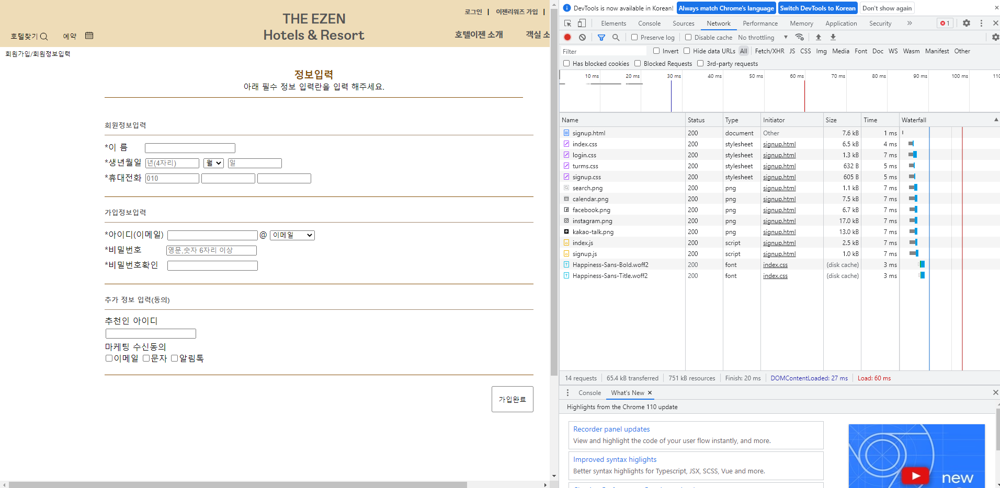 로그인 | 이젠리워즈 가입 |
THE EZEN
Hotels & Resort
호텔찾기
예약
호텔이젠 소개
객실 소
회원가입/회원정보입력
정보입력
아래 필수 정보 입력란을 입력 해주세요.
회원정보입력
*이 름
*생년월일 년(4자리) 월 일
*휴대전화 010
가입정보입력
*아이디(이메일) @ 이메일
*비밀번호 영문,숫자 6자리 이상
*비밀번호확인
추가 정보 입력(동의)
추천인 아이디
마케팅 수신동의
이메일 문자 알림톡
가입완료
DevTools is now available in Korean! Always match Chrome's language Switch DevTools to Korean Don't show again
Elements Console Sources Network Performance Memory Application Security 1
Preserve log Disable cache No throttling
Filter Invert Hide data URLs All Fetch/XHR JS CSS Img Media Font Doc WS Wasm Manifest Other
Has blocked cookies Blocked Requests 3rd-party requests
10 ms 20 ms 30 ms 40 ms 50 ms 60 ms 70 ms 80 ms 90 ms 100 ms 110
Name Status Type Initiator Size Time Waterfall
signup.html 200 document Other 7.6 kB 1 ms
index.css 200 stylesheet signup.html 6.5 kB 4 ms
login.css 200 stylesheet signup.html 1.3 kB 7 ms
turms.css 200 stylesheet signup.html 632 B 5 ms
signup.css 200 stylesheet signup.html 605 B 5 ms
search.png 200 png signup.html 1.1 kB 7 ms
calendar.png 200 png signup.html 7.5 kB 7 ms
facebook.png 200 png signup.html 6.7 kB 7 ms
instagram.png 200 png signup.html 17.0 kB 7 ms
kakao-talk.png 200 png signup.html 13.0 kB 7 ms
index.js 200 script signup.html 2.5 kB 7 ms
signup.js 200 script signup.html 1.0 kB 7 ms
Happiness-Sans-Bold.woff2 200 font index.css (disk cache) 3 ms
Happiness-Sans-Title.woff2 200 font index.css (disk cache) 3 ms
14 requests 65.4 kB transferred 751 kB resources Finish: 20 ms DOMContentLoaded: 27 ms Load: 60 ms
Console What's New
Highlights from the Chrome 110 update
Recorder panel updates
View and highlight the code of your user flow instantly, and more.
Improved syntax higlights
Better syntax highlights for Typescript, JSX, SCSS, Vue and more.
new